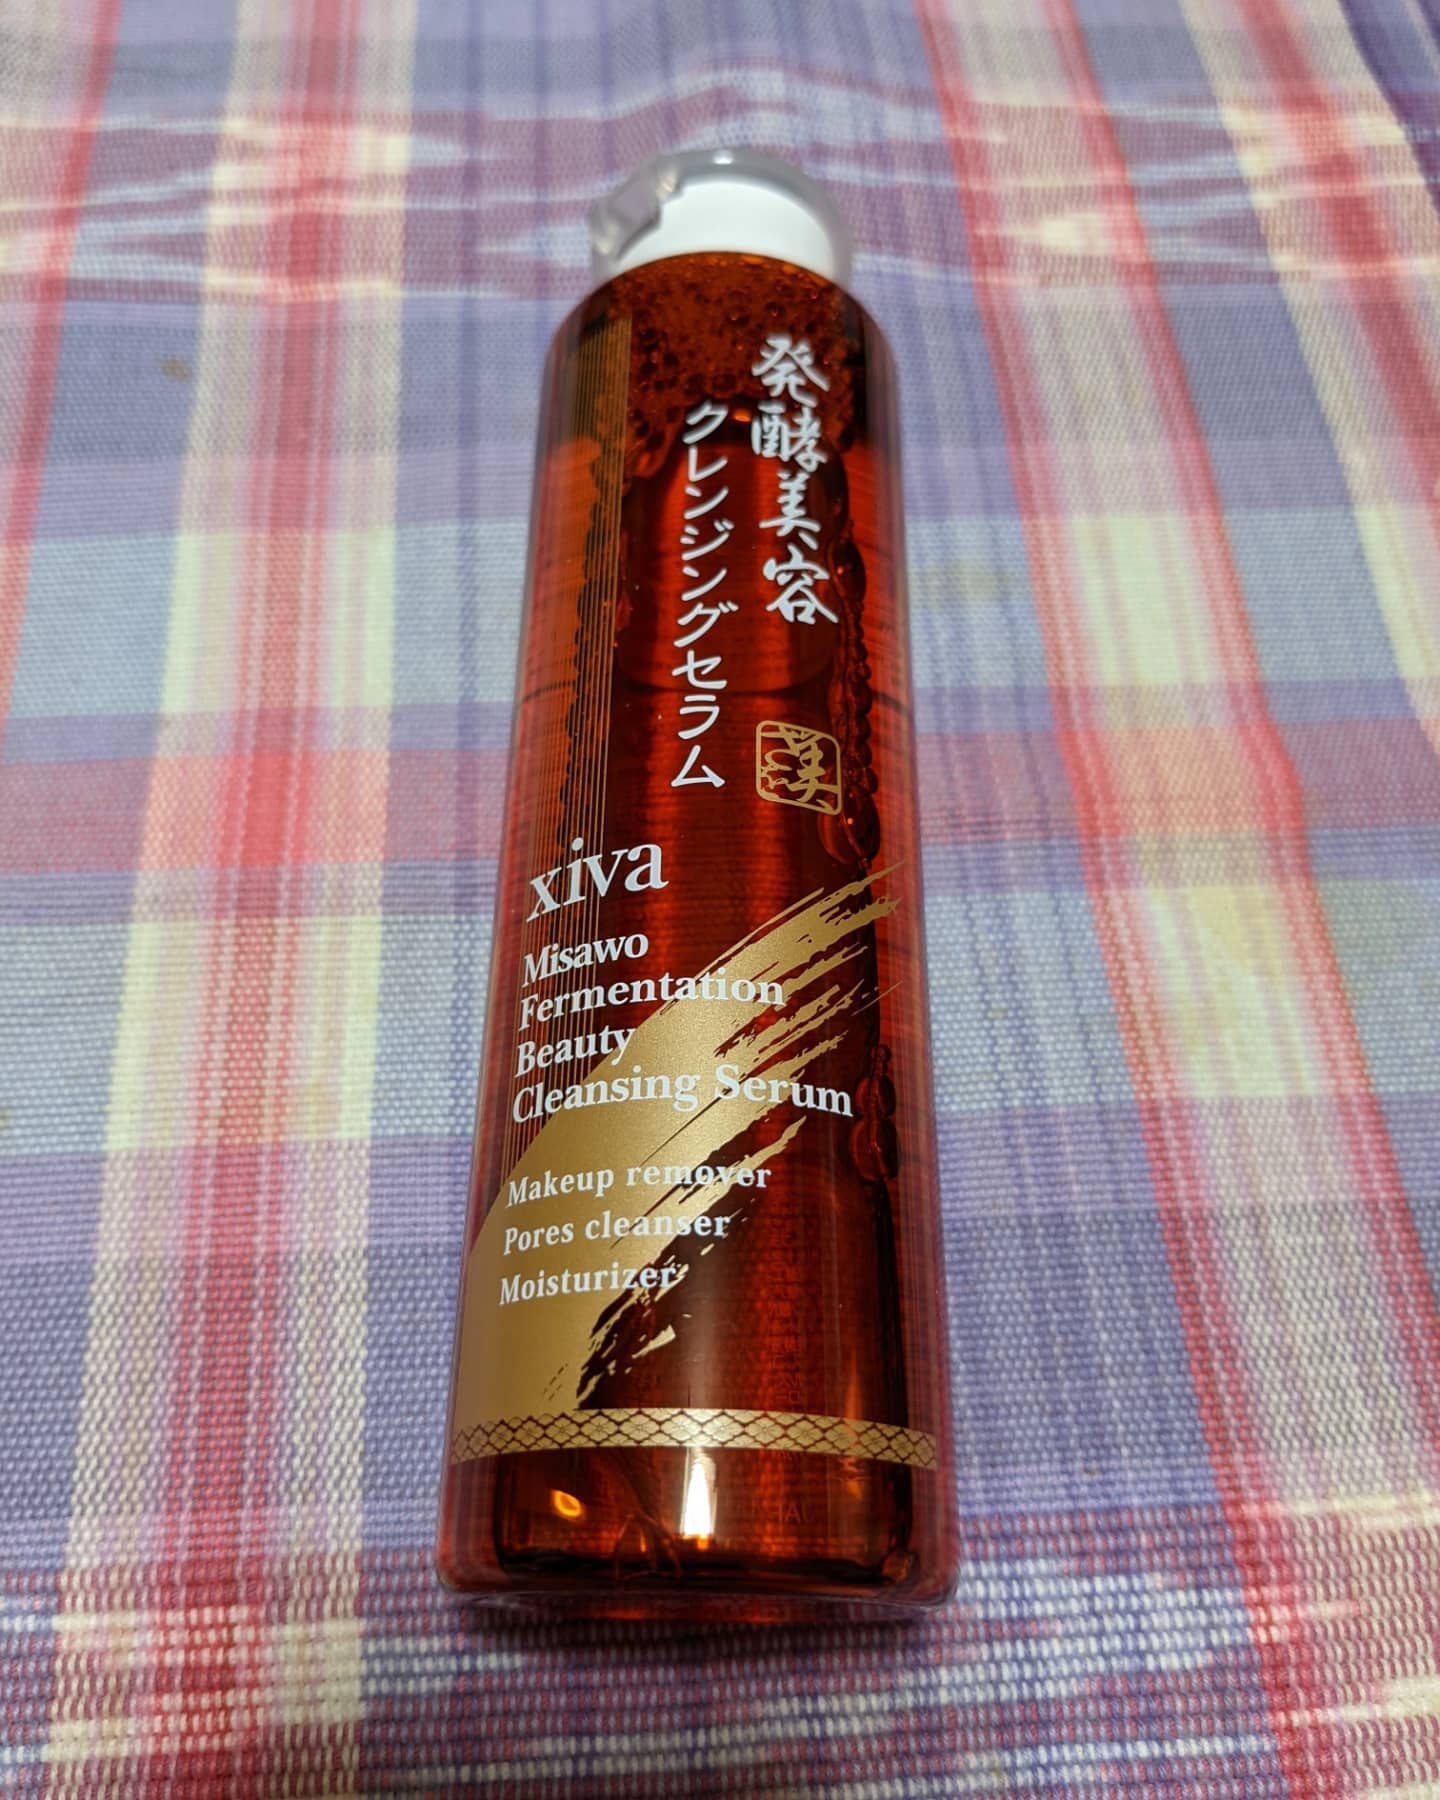 発酵美容
クレンジングセラム
xiva
Misawo
Fermentation
Beauty
Cleansing Serum
Makeup remover
Pores cleanser
Moisturizer